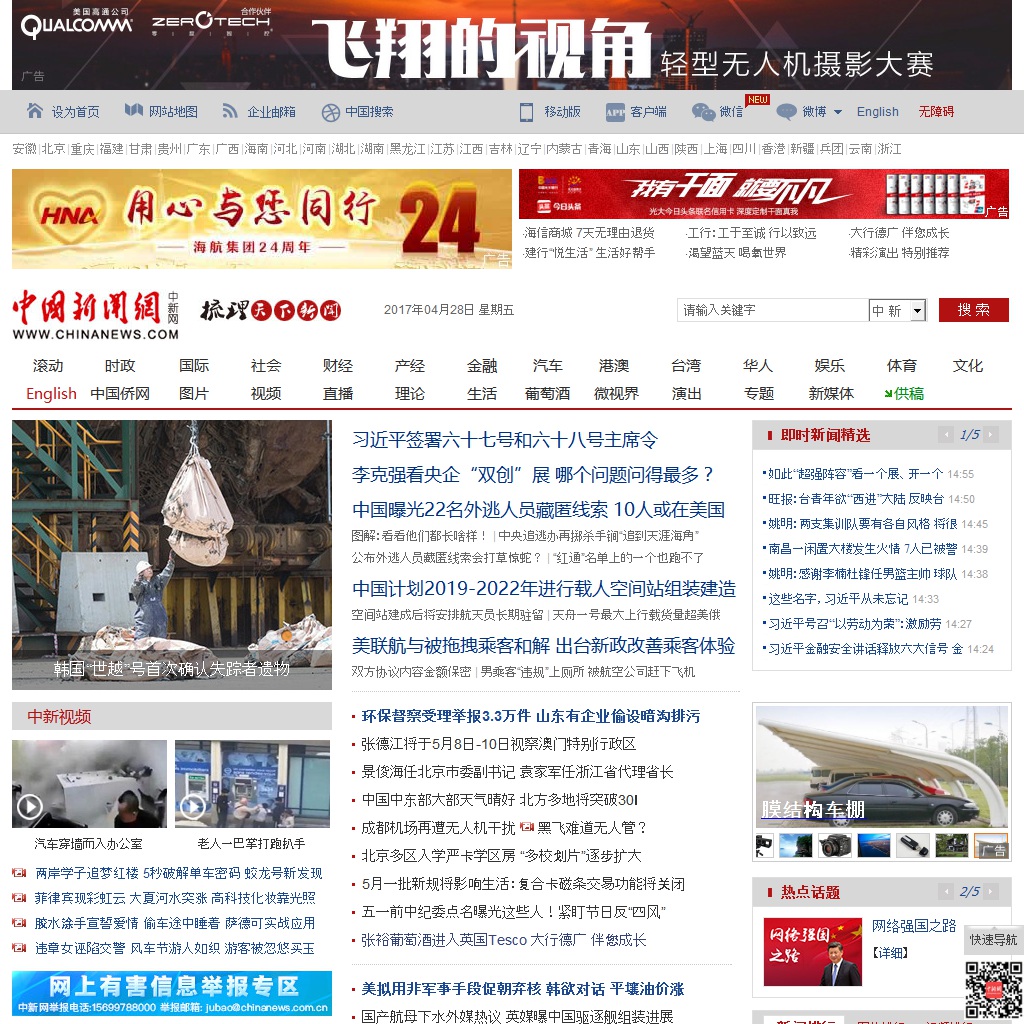 美国高通公司 合作伙伴
QUALCOMM ZEROTECH
零零无限
飞翔的视角 轻型无人机摄影大赛
广告
设为首页 网站地图 企业邮箱 中国搜索 移动版 APP 客户端 微信 NEW 微博 English 无障碍
安徽|北京|重庆|福建|甘肃|贵州|广东|广西|海南|河北|河南|湖北|湖南|黑龙江|江苏|江西|吉林|辽宁|内蒙古|青海|山东|山西|陕西|上海|四川|香港|新疆|兵团|云南|浙江
HNA 用心与您同行 24
海航集团24周年
广告
今日头条
我有千面 就要不凡
光大今日头条联名信用卡 深度定制千面真我
广告
·海信商城 7天无理由退货 ·工行: 工于至诚 行以致远 ·大行德广 伴您成长
·建行“悦生活” 生活好帮手 ·渴望蓝天 喝氧世界 ·精彩演出 特别推荐
中国新闻網 中新网
WWW.CHINANEWS.COM
梳理天下新闻
2017年04月28日 星期五
请输入关键字 中 新 搜 索
滚动 时政 国际 社会 财经 产经 金融 汽车 港澳 台湾 华人 娱乐 体育 文化
English 中国侨网 图片 视频 直播 理论 生活 葡萄酒 微视界 演出 专题 新媒体 供稿
韩国“世越”号首次确认失踪者遗物
习近平签署六十七号和六十八号主席令
李克强看央企“双创”展 哪个问题问得最多？
中国曝光22名外逃人员藏匿线索 10人或在美国
图解: 看看他们都长啥样！ | 中央追逃办再掷杀手锏“追到天涯海角”
公布外逃人员藏匿线索会打草惊蛇？ | “红通”名单上的一个也跑不了
中国计划2019-2022年进行载人空间站组装建造
空间站建成后将安排航天员长期驻留 | 天舟一号最大上行载货量超美俄
美联航与被拖拽乘客和解 出台新政改善乘客体验
双方协议内容金额保密 | 男乘客“违规”上厕所 被航空公司赶下飞机
即时新闻精选 1/5
如此“超强阵容”看一个展、开一个 14:55
旺报: 台青年欲“西进”大陆 反映台 14:50
姚明: 两支集训队要有各自风格 将很 14:45
南昌一闲置大楼发生火情 7人已被警 14:39
姚明: 感谢李楠杜锋任男篮主帅 球队 14:38
这些名字, 习近平从未忘记 14:33
习近平号召“以劳动为荣”: 激励劳 14:27
习近平金融安全讲话释放六大信号 金 14:24
中新视频
汽车穿墙而入办公室 老人一巴掌打跑扒手
两岸学子追梦红楼 5秒破解单车密码 蛟龙号新发现
菲律宾现彩虹云 大夏河水突涨 高科技化妆靠光照
胶水涂手宣誓爱情 偷车途中睡着 萨德可实战应用
违章女诬陷交警 风车节游人如织 游客被忽悠买玉
网上有害信息举报专区
中新网举报电话:15699788000 举报邮箱: jubao@chinanews.com.cn
环保督察受理举报3.3万件 山东有企业偷设暗沟排污
张德江将于5月8日-10日视察澳门特别行政区
景俊海任北京市委副书记 袁家军任浙江省代理省长
中国中东部大部天气晴好 北方多地将突破30I
成都机场再遭无人机干扰 黑飞难道无人管？
北京多区入学严卡学区房 “多校划片”逐步扩大
5月一批新规将影响生活: 复合卡磁条交易功能将关闭
五一前中纪委点名曝光这些人！紧盯节日反“四风”
张裕葡萄酒进入英国Tesco 大行德广 伴您成长
美拟用非军事手段促朝弃核 韩欲对话 平壤油价涨
国产航母下水外媒热议 英媒曝中国驱逐舰组装进展
膜结构车棚
广告
热点话题 2/5
网络强国之路
网络强国之路
【详细】
快速导航
新闻排行